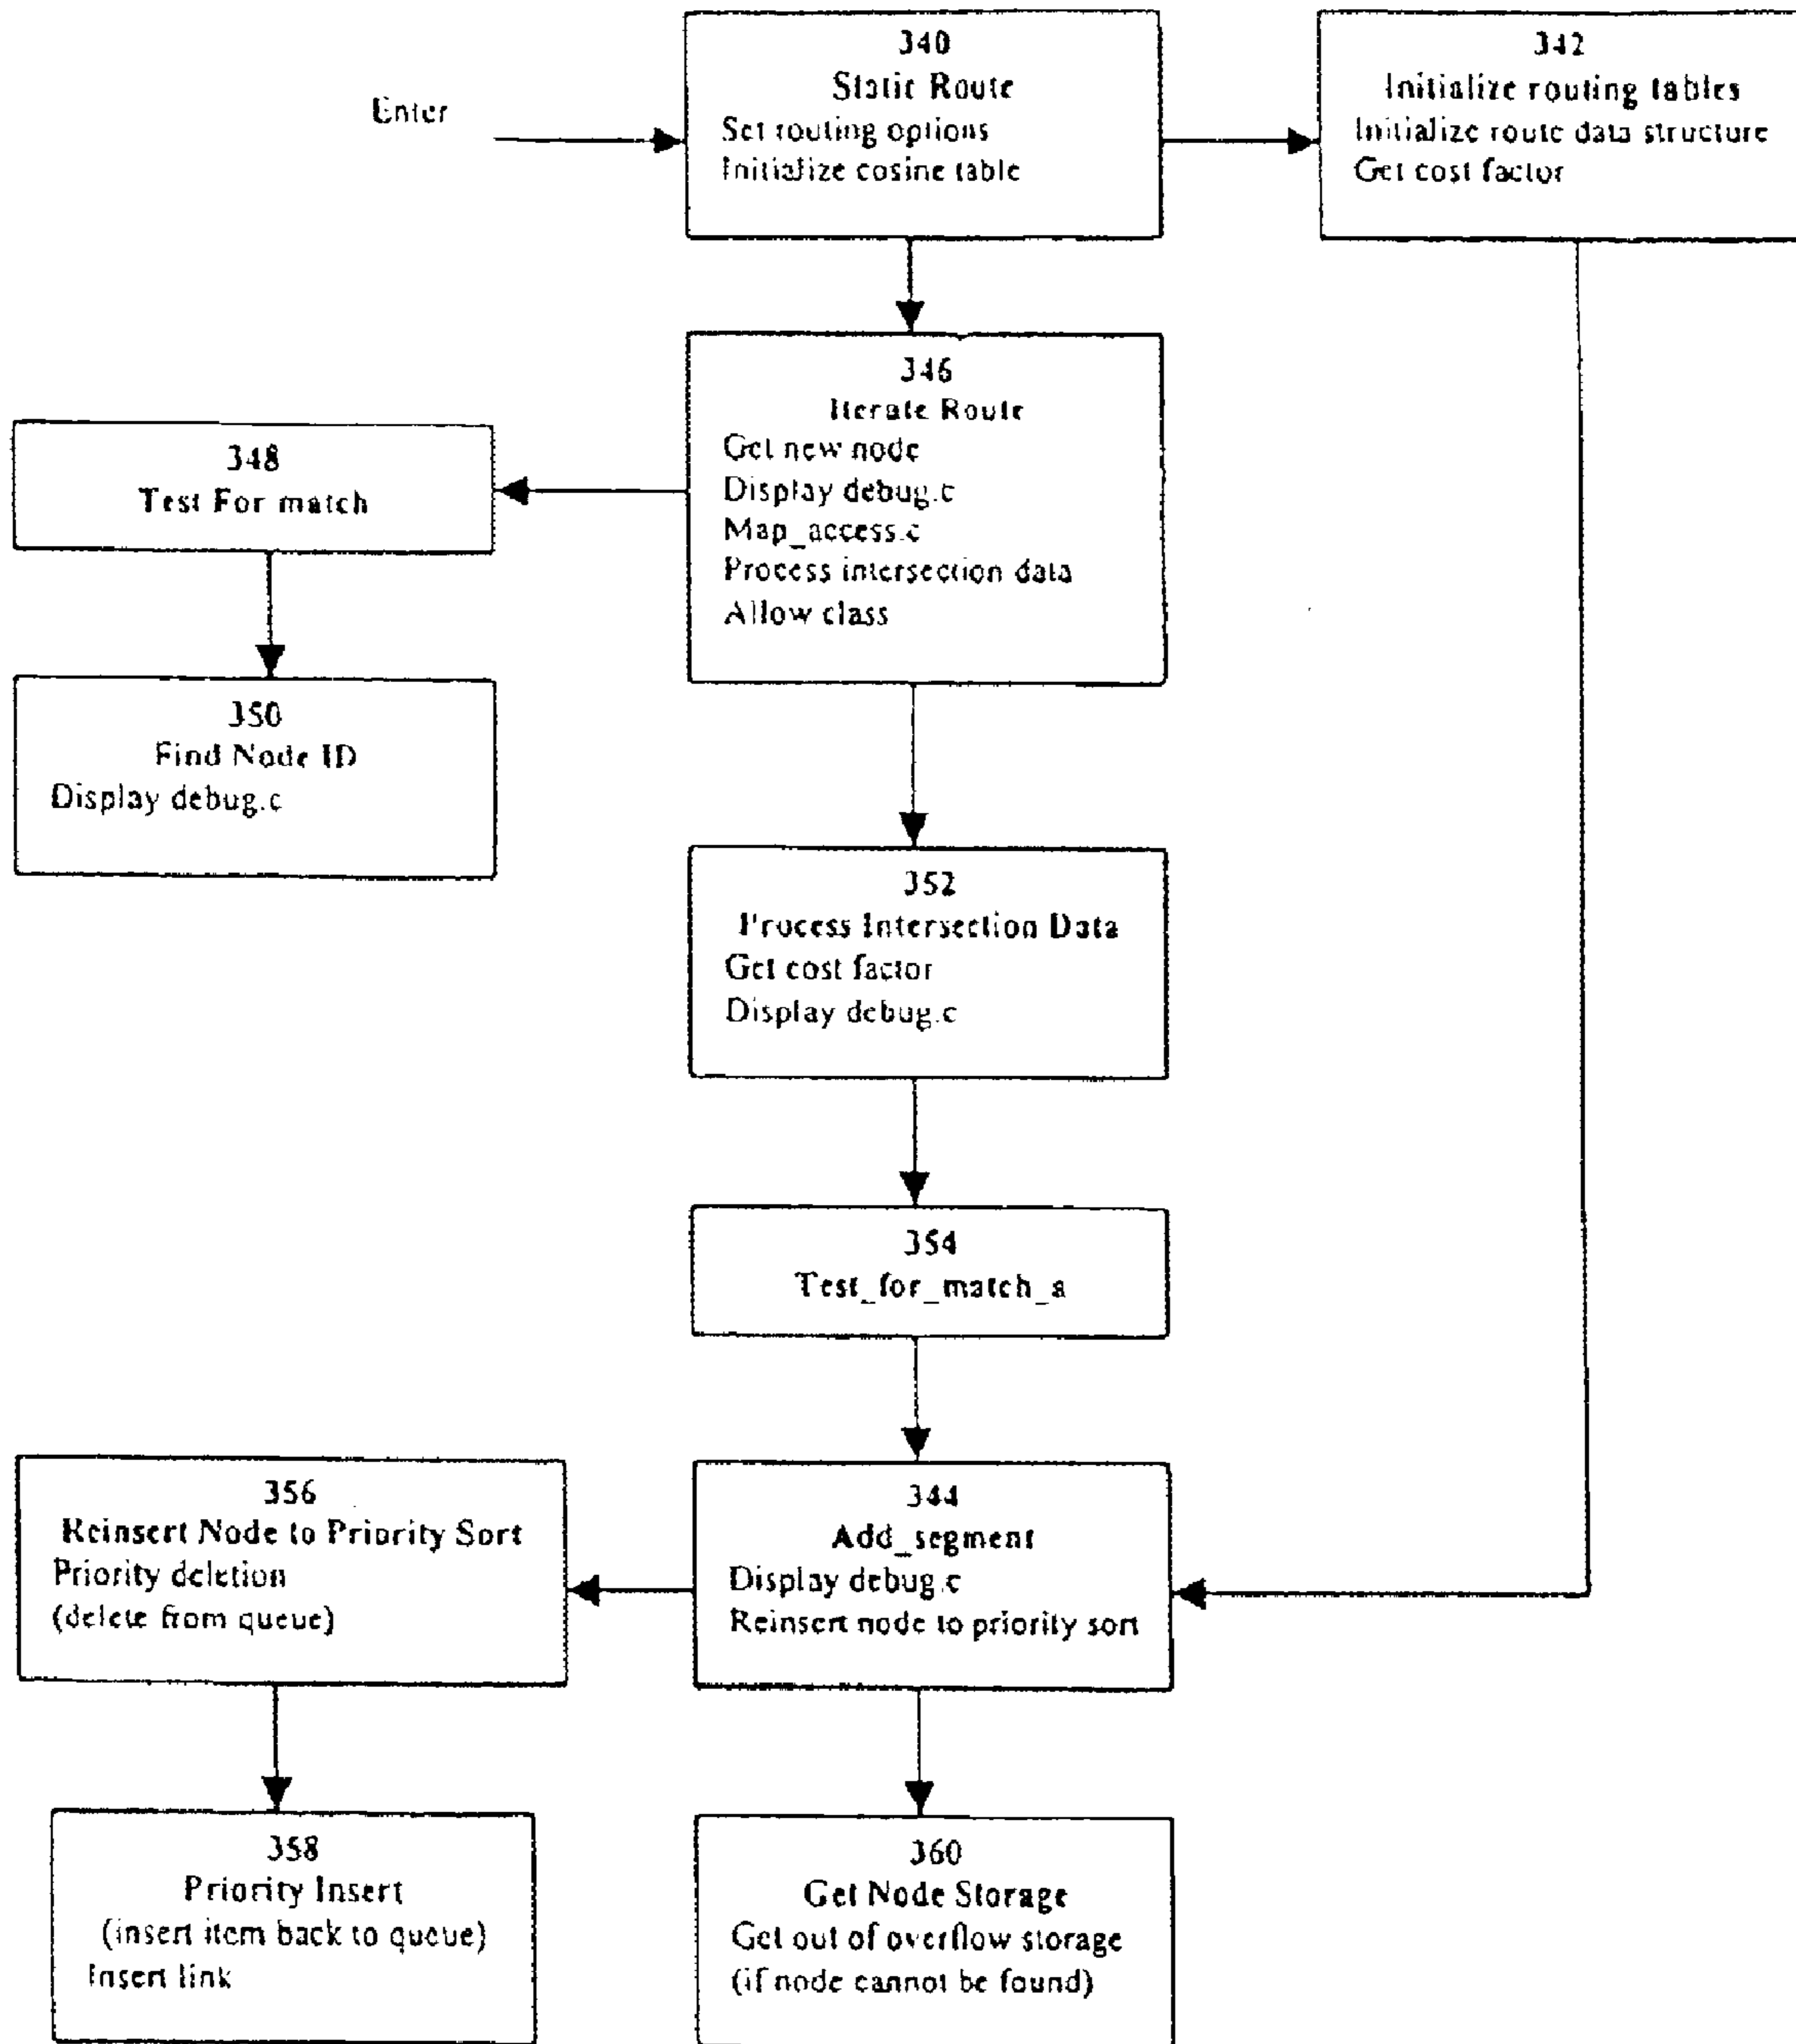 Enter
340
Static Route
Set routing options
Initialize cosine table
342
Initialize routing tables
Initialize route data structure
Get cost factor
346
Iterate Route
Get new node
Display debug.c
Map_access.c
Process intersection data
Allow class
348
Test For match
350
Find Node ID
Display debug.c
352
Process Intersection Data
Get cost factor
Display debug.c
354
Test_for_match_a
356
Reinsert Node to Priority Sort
Priority deletion
(delete from queue)
344
Add_segment
Display debug.c
Reinsert node to priority sort
358
Priority Insert
(insert item back to queue)
Insert link
360
Get Node Storage
Get out of overflow storage
(if node cannot be found)